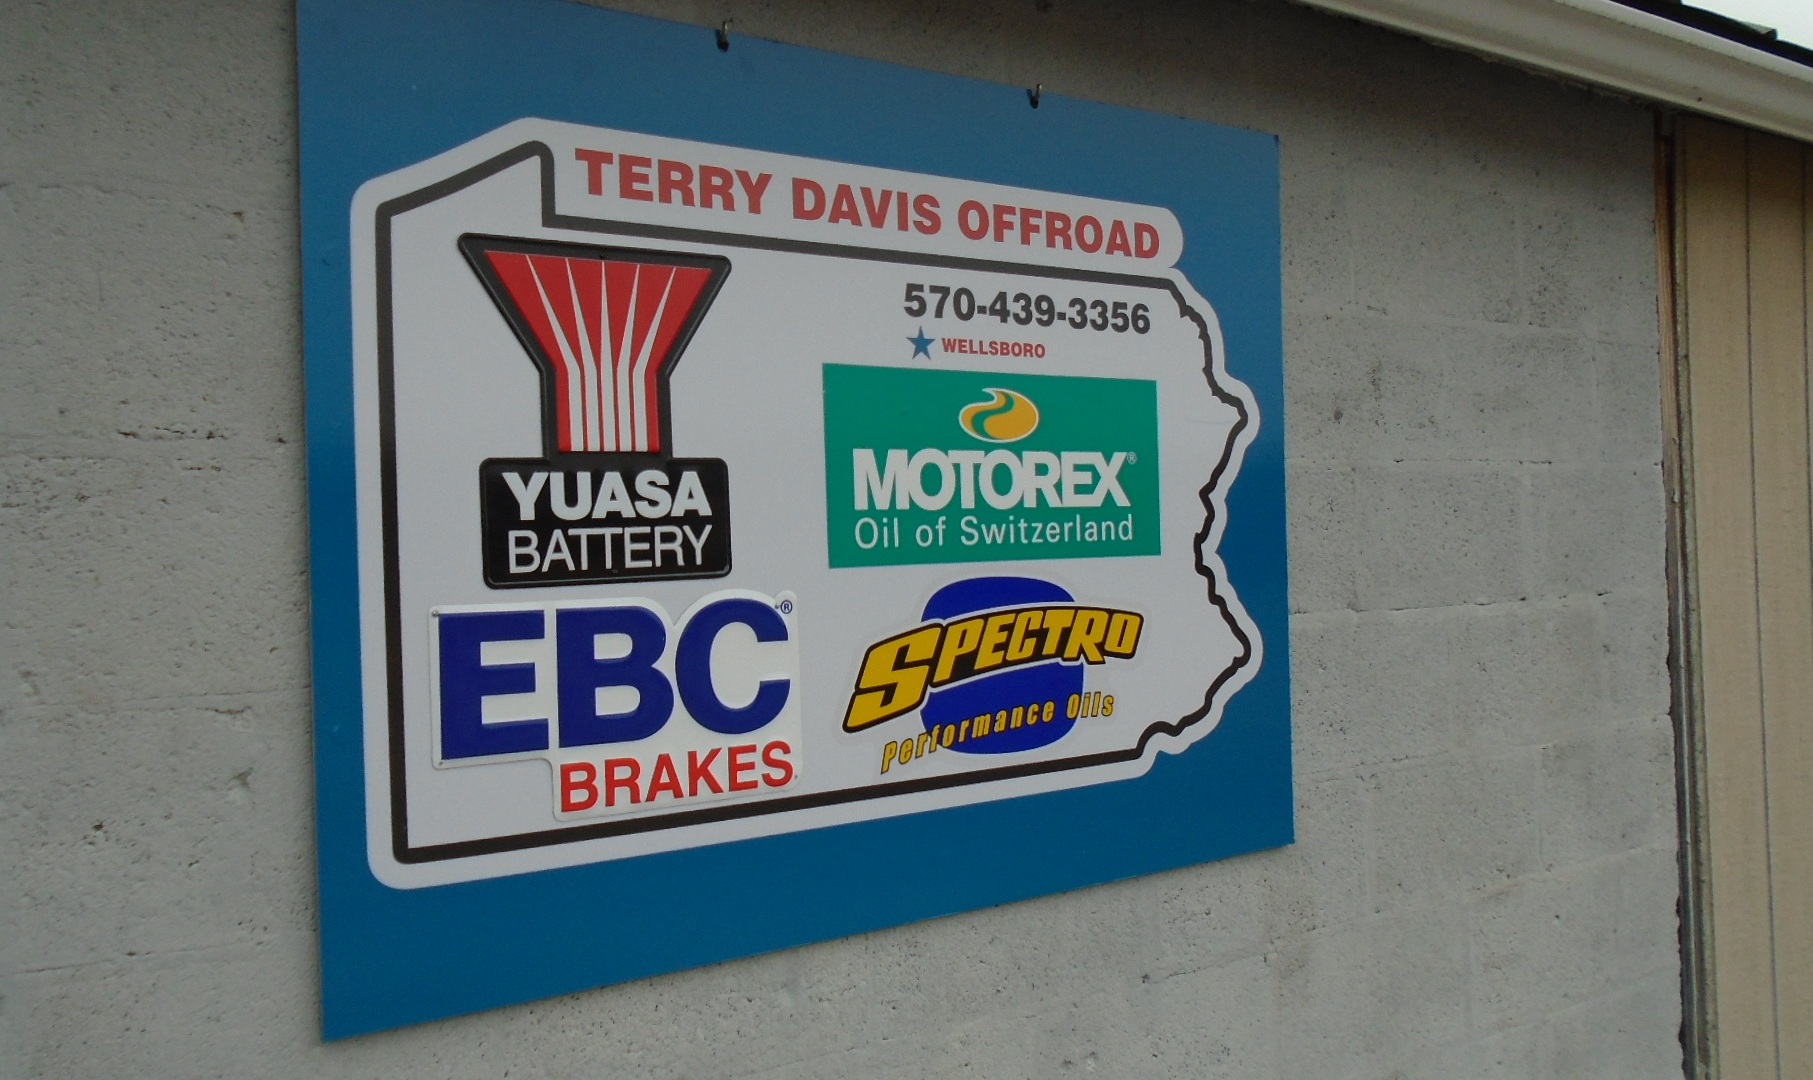 TERRY DAVIS OFFROAD
570-439-3356
WELLSBORO
YUASA
BATTERY
MOTOREX®
Oil of Switzerland
EBC®
BRAKES
SPECTRO
Performance Oils